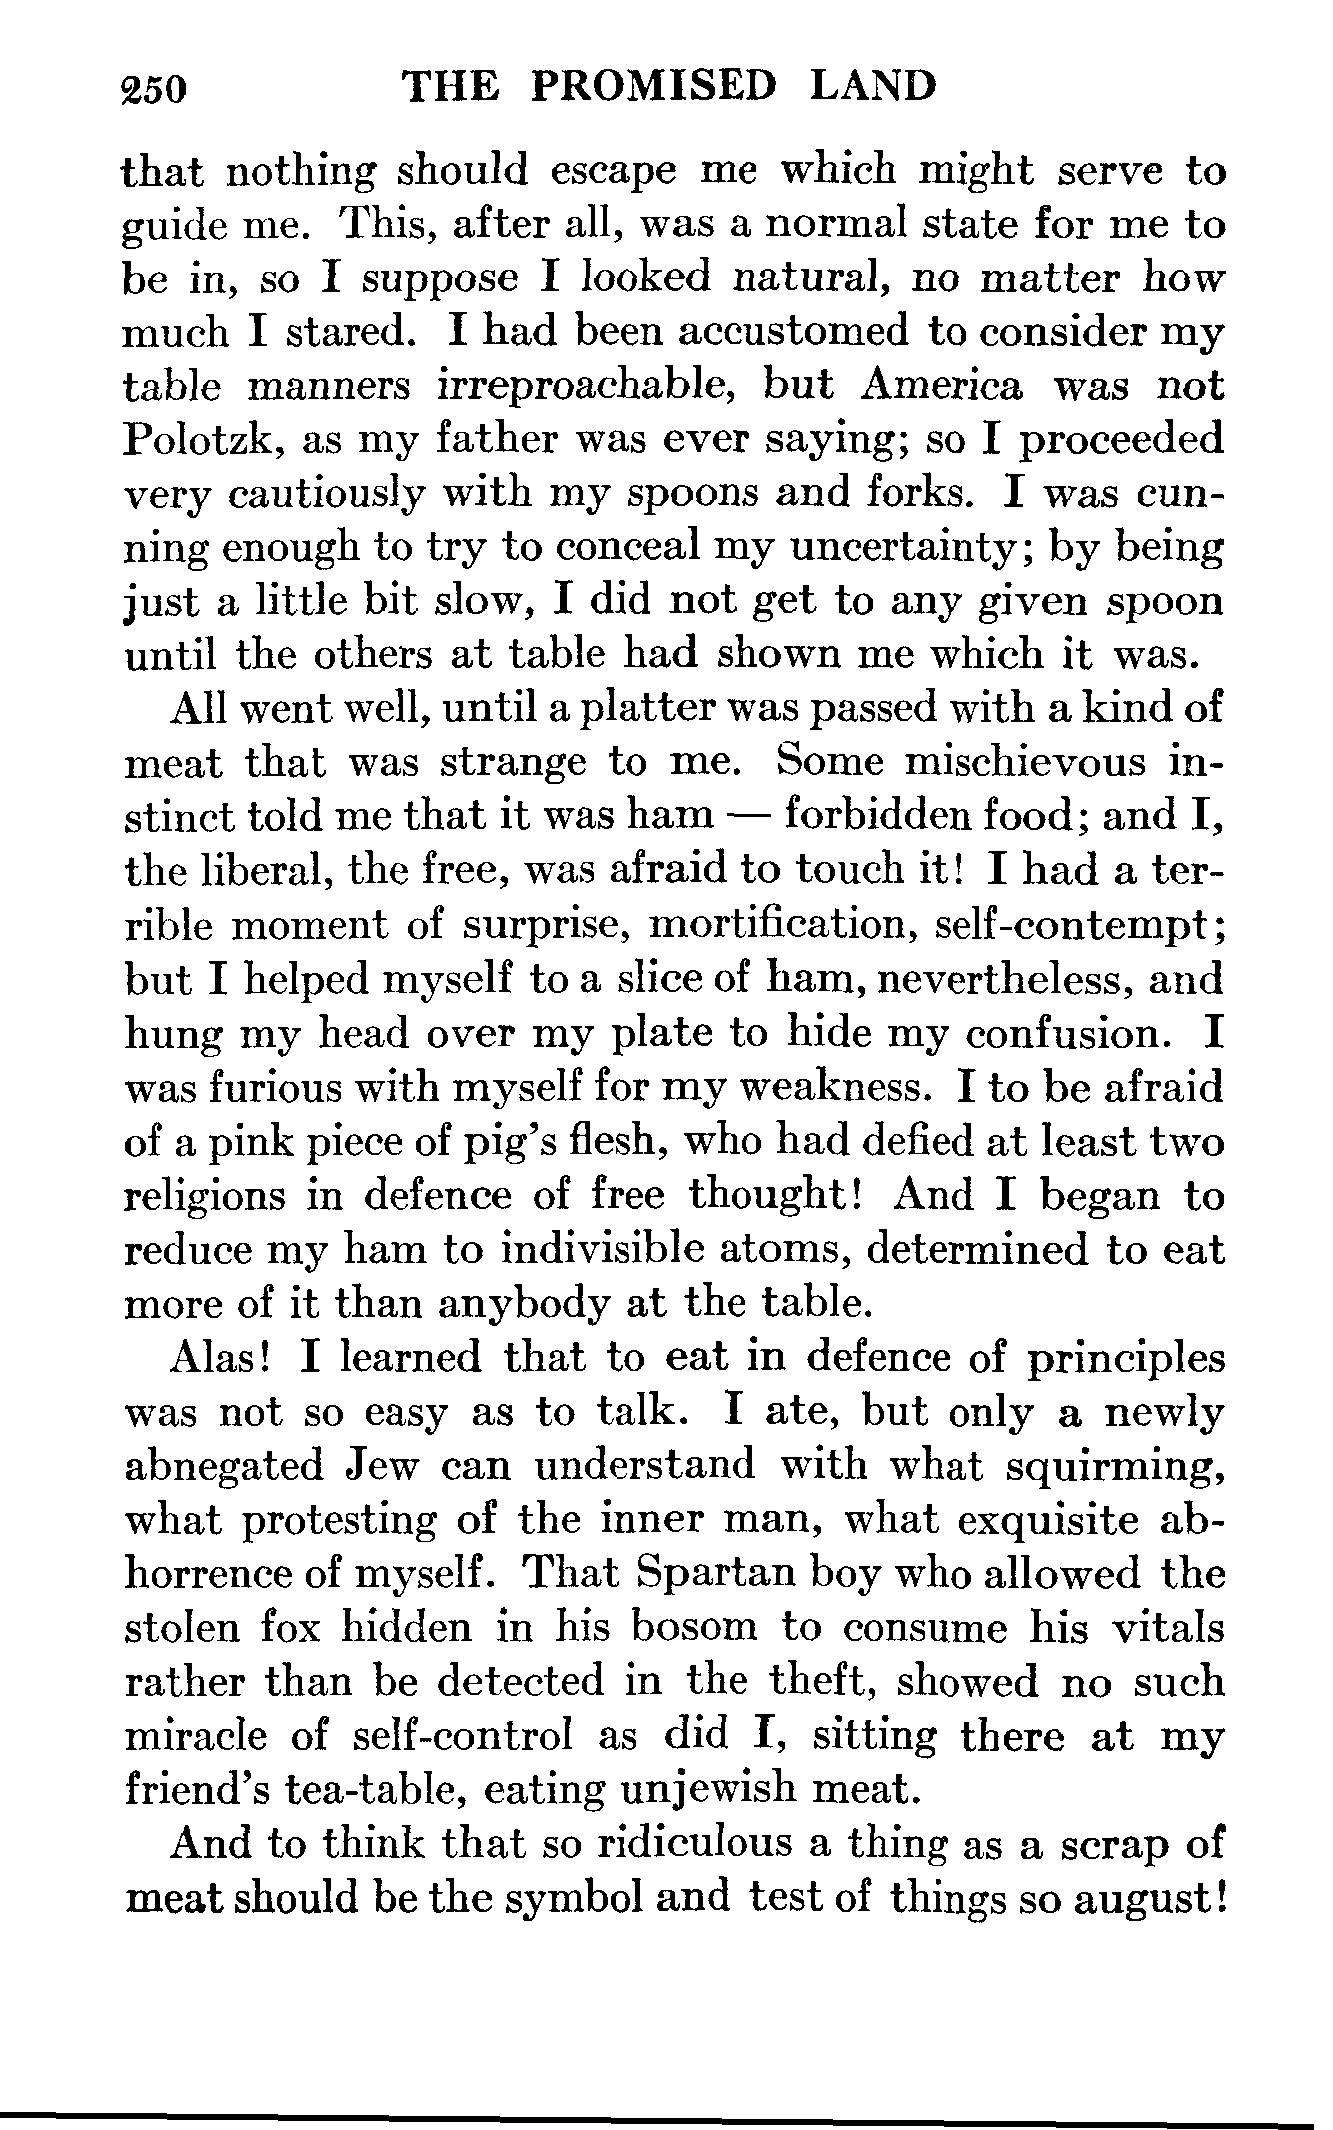 250 THE PROMISED LAND
that nothing should escape me which might serve to
guide me. This, after all, was a normal state for me to
be in, so I suppose I looked natural, no matter how
much I stared. I had been accustomed to consider my
table manners irreproachable, but America was not
Polotzk, as my father was ever saying; so I proceeded
very cautiously with my spoons and forks. I was cun-
ning enough to try to conceal my uncertainty; by being
just a little bit slow, I did not get to any given spoon
until the others at table had shown me which it was.
All went well, until a platter was passed with a kind of
meat that was strange to me. Some mischievous in-
stinct told me that it was ham — forbidden food; and I,
the liberal, the free, was afraid to touch it! I had a ter-
rible moment of surprise, mortification, self-contempt;
but I helped myself to a slice of ham, nevertheless, and
hung my head over my plate to hide my confusion. I
was furious with myself for my weakness. I to be afraid
of a pink piece of pig's flesh, who had defied at least two
religions in defence of free thought! And I began to
reduce my ham to indivisible atoms, determined to eat
more of it than anybody at the table.
Alas! I learned that to eat in defence of principles
was not so easy as to talk. I ate, but only a newly
abnegated Jew can understand with what squirming,
what protesting of the inner man, what exquisite ab-
horrence of myself. That Spartan boy who allowed the
stolen fox hidden in his bosom to consume his vitals
rather than be detected in the theft, showed no such
miracle of self-control as did I, sitting there at my
friend's tea-table, eating unjewish meat.
And to think that so ridiculous a thing as a scrap of
meat should be the symbol and test of things so august!